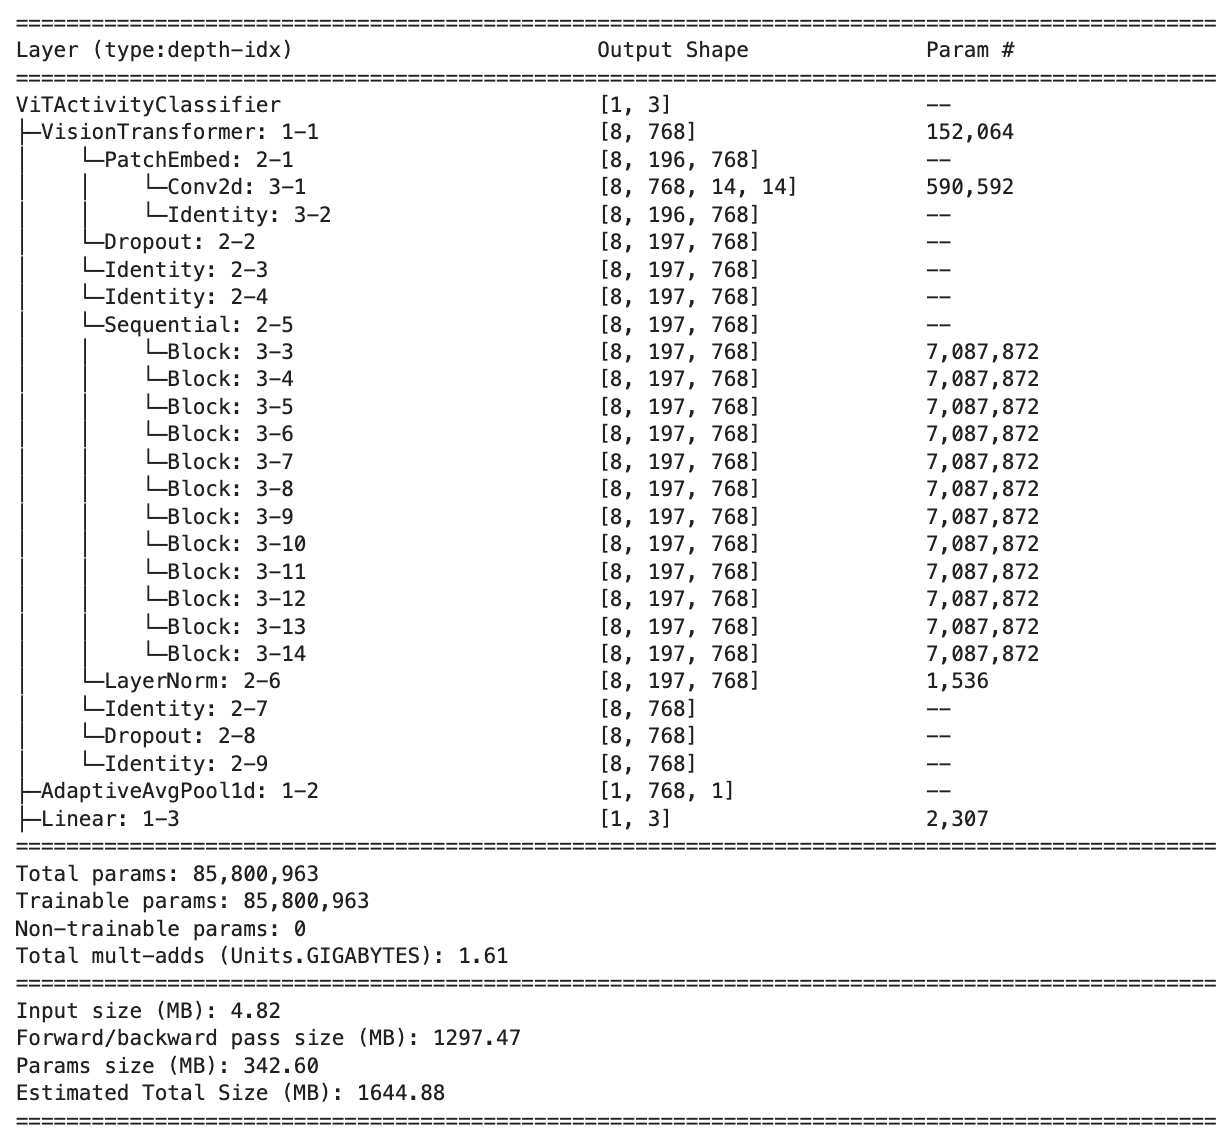 ===============================================================================================
Layer (type:depth-idx)                        Output Shape              Param #
===============================================================================================
ViTActivityClassifier                         [1, 3]                    --
├─VisionTransformer: 1-1                      [8, 768]                  152,064
│    └─PatchEmbed: 2-1                        [8, 196, 768]             --
│    │    └─Conv2d: 3-1                       [8, 768, 14, 14]          590,592
│    │    └─Identity: 3-2                     [8, 196, 768]             --
│    └─Dropout: 2-2                           [8, 197, 768]             --
│    └─Identity: 2-3                          [8, 197, 768]             --
│    └─Identity: 2-4                          [8, 197, 768]             --
│    └─Sequential: 2-5                        [8, 197, 768]             --
│    │    └─Block: 3-3                        [8, 197, 768]             7,087,872
│    │    └─Block: 3-4                        [8, 197, 768]             7,087,872
│    │    └─Block: 3-5                        [8, 197, 768]             7,087,872
│    │    └─Block: 3-6                        [8, 197, 768]             7,087,872
│    │    └─Block: 3-7                        [8, 197, 768]             7,087,872
│    │    └─Block: 3-8                        [8, 197, 768]             7,087,872
│    │    └─Block: 3-9                        [8, 197, 768]             7,087,872
│    │    └─Block: 3-10                       [8, 197, 768]             7,087,872
│    │    └─Block: 3-11                       [8, 197, 768]             7,087,872
│    │    └─Block: 3-12                       [8, 197, 768]             7,087,872
│    │    └─Block: 3-13                       [8, 197, 768]             7,087,872
│    │    └─Block: 3-14                       [8, 197, 768]             7,087,872
│    └─LayerNorm: 2-6                         [8, 197, 768]             1,536
│    └─Identity: 2-7                          [8, 768]                  --
│    └─Dropout: 2-8                           [8, 768]                  --
│    └─Identity: 2-9                          [8, 768]                  --
├─AdaptiveAvgPool1d: 1-2                      [1, 768, 1]               --
├─Linear: 1-3                                 [1, 3]                    2,307
===============================================================================================
Total params: 85,800,963
Trainable params: 85,800,963
Non-trainable params: 0
Total mult-adds (Units.GIGABYTES): 1.61
===============================================================================================
Input size (MB): 4.82
Forward/backward pass size (MB): 1297.47
Params size (MB): 342.60
Estimated Total Size (MB): 1644.88
===============================================================================================